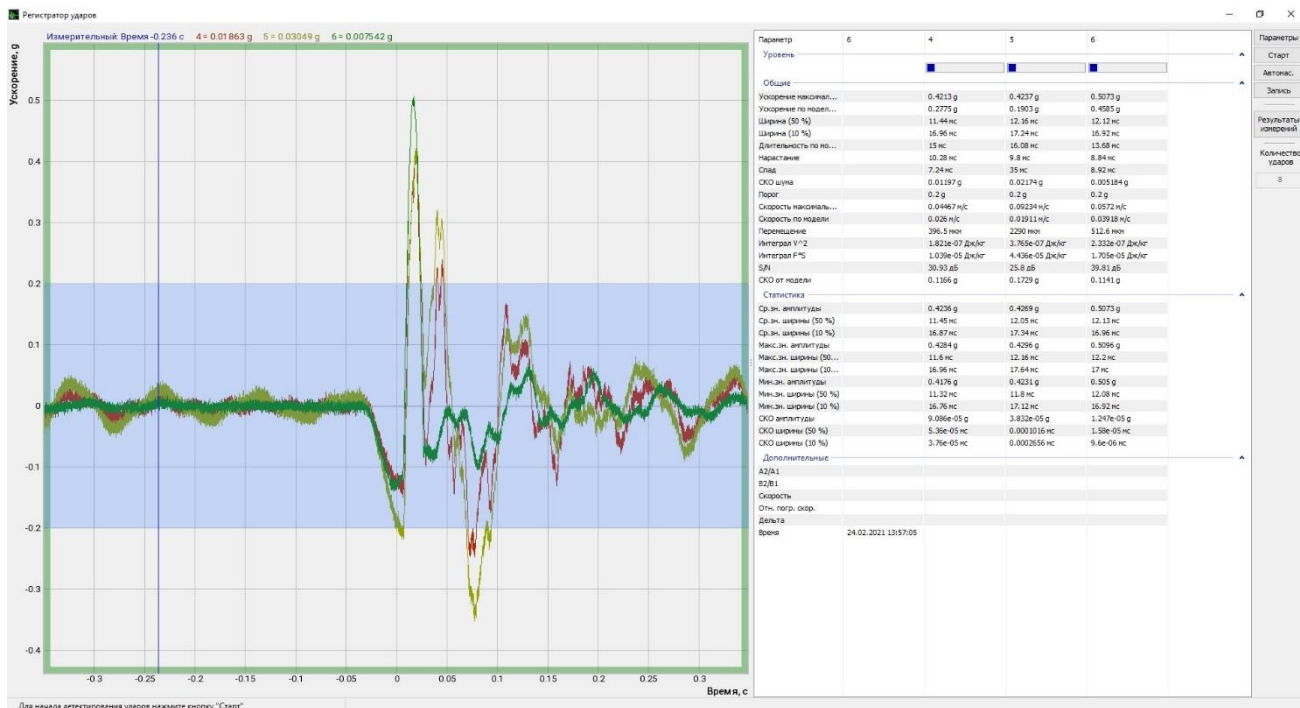 Регистратор ударов
Измерительный: Время -0.236 с 4 = 0.01863 g 5 = 0.03049 g 6 = 0.007542 g
Ускорение, g
0.5
0.4
0.3
0.2
0.1
0
-0.1
-0.2
-0.3
-0.4
-0.3 -0.25 -0.2 -0.15 -0.1 -0.05 0 0.05 0.1 0.15 0.2 0.25 0.3
Время, с
Параметр 6 4 5 6
Уровень
Общие
Ускорение максимал... 0.4213 g 0.4237 g 0.5073 g
Ускорение по модел... 0.2775 g 0.1903 g 0.4585 g
Ширина (50 %) 11.44 мс 12.16 мс 12.12 мс
Ширина (10 %) 16.96 мс 17.24 мс 16.92 мс
Длительность по мо... 15 мс 16.08 мс 13.68 мс
Нарастание 10.28 мс 9.8 мс 8.84 мс
Спад 7.24 мс 35 мс 8.92 мс
СКО шума 0.01197 g 0.02174 g 0.005184 g
Порог 0.2 g 0.2 g 0.2 g
Скорость максималь... 0.04467 м/с 0.09234 м/с 0.0572 м/с
Скорость по модели 0.026 м/с 0.01911 м/с 0.03918 м/с
Перемещение 396.5 мкм 2290 мкм 512.6 мкм
Интеграл V^2 1.821e-07 Дж/кг 3.765e-07 Дж/кг 2.332e-07 Дж/кг
Интеграл F*S 1.039e-05 Дж/кг 4.436e-05 Дж/кг 1.705e-05 Дж/кг
S/N 30.93 дБ 25.8 дБ 39.81 дБ
СКО от модели 0.1166 g 0.1729 g 0.1141 g
Статистика
Ср.зн. амплитуды 0.4236 g 0.4269 g 0.5073 g
Ср.зн. ширины (50 %) 11.45 мс 12.05 мс 12.13 мс
Ср.зн. ширины (10 %) 16.87 мс 17.34 мс 16.96 мс
Макс.зн. амплитуды 0.4284 g 0.4296 g 0.5096 g
Макс.зн. ширины (50... 11.6 мс 12.16 мс 12.2 мс
Макс.зн. ширины (10... 16.96 мс 17.64 мс 17 мс
Мин.зн. амплитуды 0.4176 g 0.4231 g 0.505 g
Мин.зн. ширины (50 %) 11.32 мс 11.8 мс 12.08 мс
Мин.зн. ширины (10 %) 16.76 мс 17.12 мс 16.92 мс
СКО амплитуды 9.086e-05 g 3.832e-05 g 1.247e-05 g
СКО ширины (50 %) 5.36e-05 мс 0.0001016 мс 1.58e-05 мс
СКО ширины (10 %) 3.76e-05 мс 0.0002656 мс 9.6e-06 мс
Дополнительные
A2/A1
B2/B1
Скорость
Отн. погр. скор.
Дельта
Время 24.02.2021 13:57:05
Параметры
Старт
Автомас.
Запись
Результаты
измерений
Количество
ударов
8
Для начала детектирования ударов нажмите кнопку "Старт"